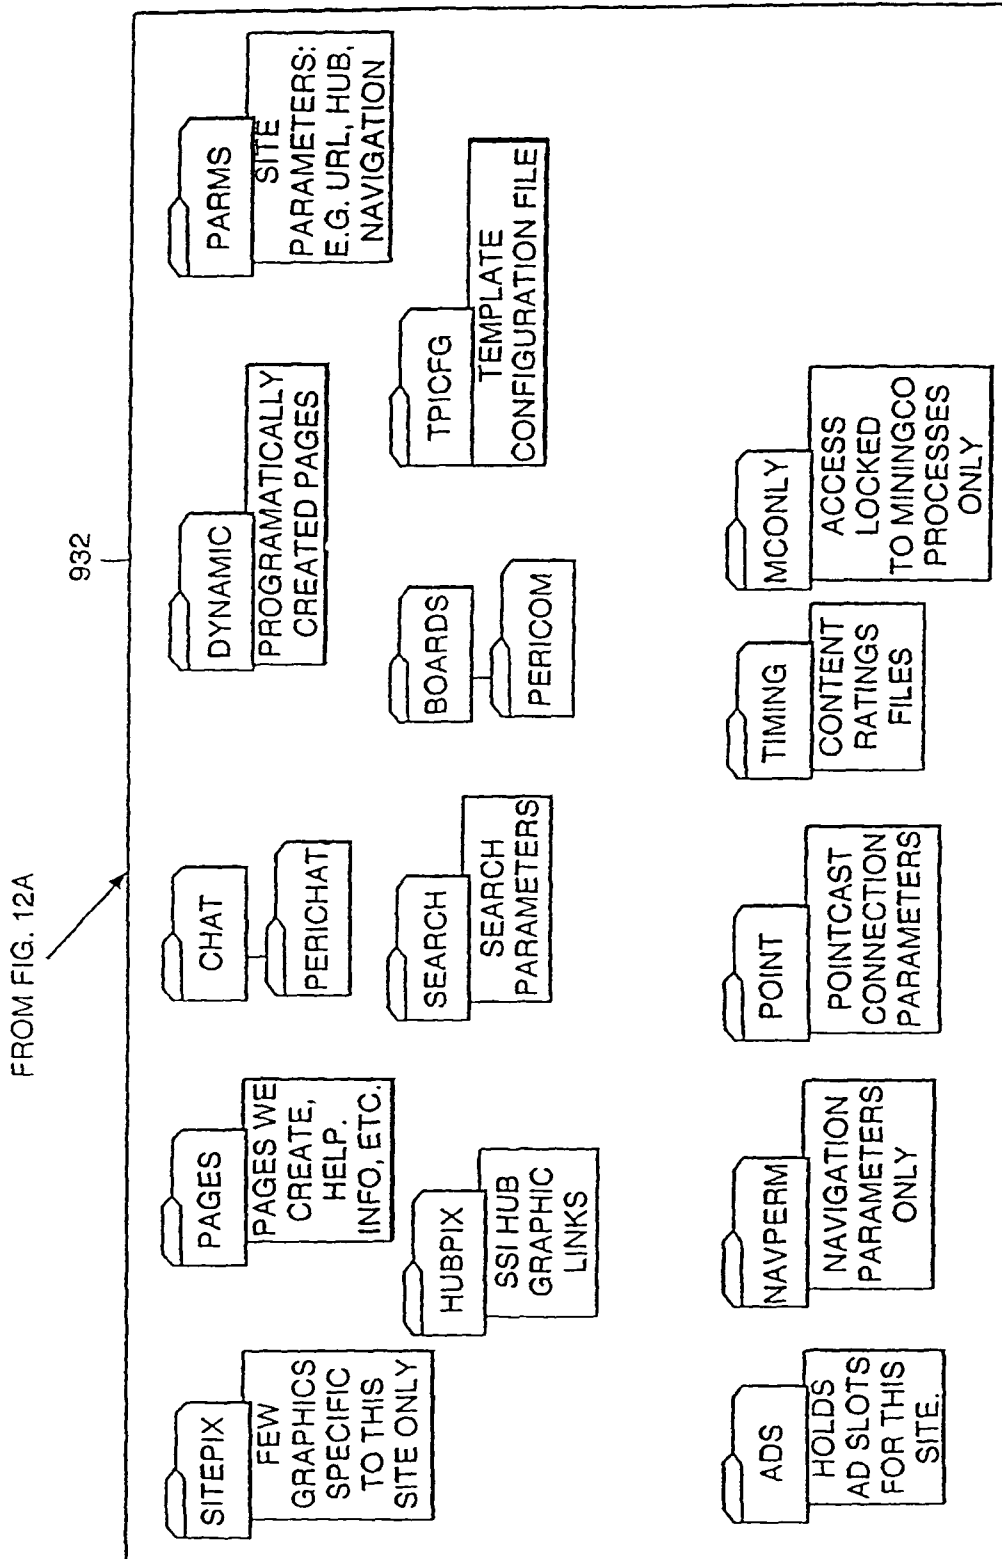 FROM FIG. 12A
932
SITEPIX
FEW
GRAPHICS
SPECIFIC
TO THIS
SITE ONLY
PAGES
PAGES WE
CREATE,
HELP.
INFO, ETC.
CHAT
PERICHAT
DYNAMIC
PROGRAMATICALLY
CREATED PAGES
PARMS
SITE
PARAMETERS:
E.G. URL, HUB,
NAVIGATION
HUBPIX
SSI HUB
GRAPHIC
LINKS
SEARCH
SEARCH
PARAMETERS
BOARDS
PERICOM
TPICFG
TEMPLATE
CONFIGURATION FILE
ADS
HOLDS
AD SLOTS
FOR THIS
SITE.
NAVPERM
NAVIGATION
PARAMETERS
ONLY
POINT
POINTCAST
CONNECTION
PARAMETERS
TIMING
CONTENT
RATINGS
FILES
MCONLY
ACCESS
LOCKED
TO MININGCO
PROCESSES
ONLY